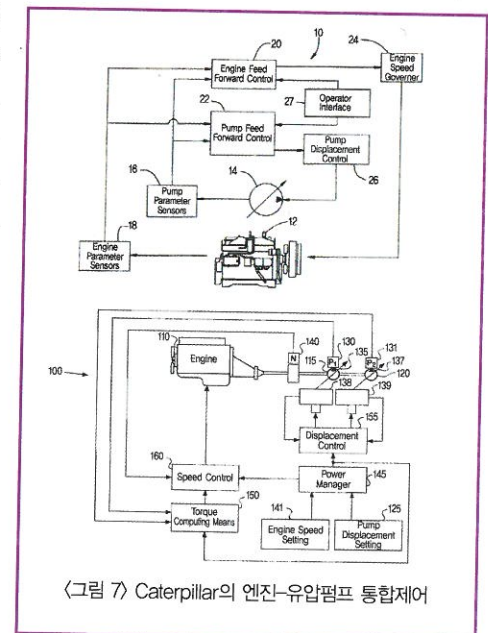 10
20
24
Engine Feed
Forward Control
Engine
Speed
Governer
22
27
Operator
Interface
Pump Feed
Forward Control
Pump
Displacement
Control
26
16
14
Pump
Parameter
Sensors
12
18
Engine
Parameter
Sensors
110
Engine
140
N
130
131
115
P1
135
P2
137
138
139
120
100
155
Displacement
Control
160
Speed Control
Power
Manager
145
150
Torque
Computing Means
141
Engine Speed
Setting
125
Pump
Displacement
Setting
〈그림 7〉 Caterpillar의 엔진-유압펌프 통합제어